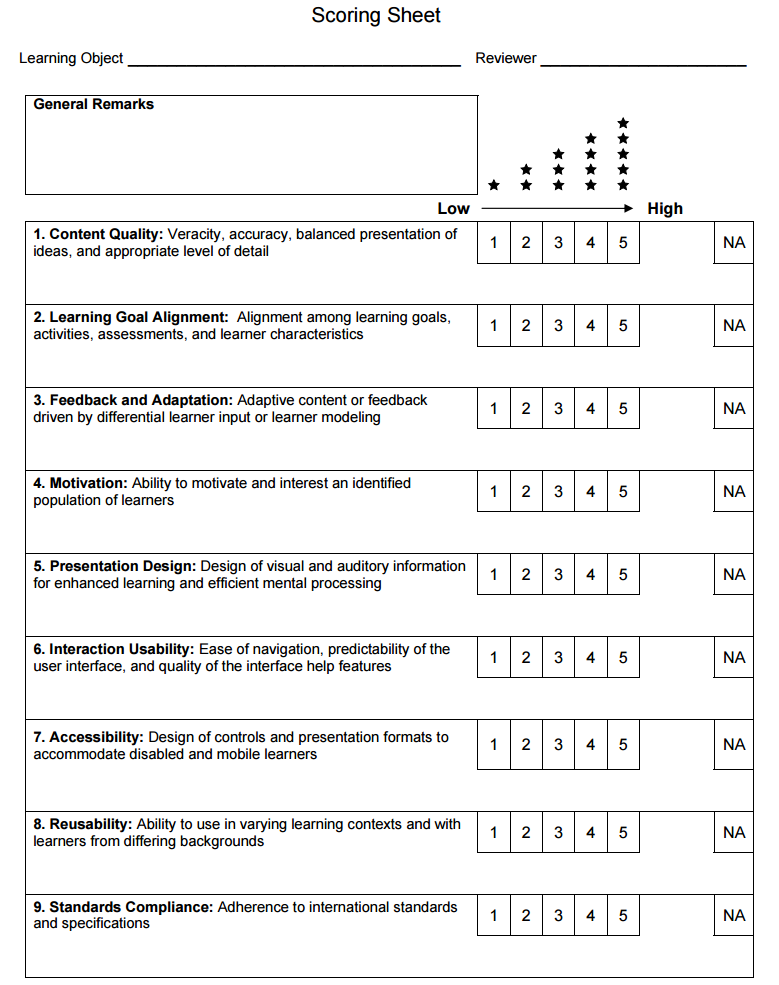 Scoring Sheet
Learning Object
Reviewer
General Remarks
Low
High
1. Content Quality: Veracity, accuracy, balanced presentation of
ideas, and appropriate level of detail
1 2 3 4 5 NA
2. Learning Goal Alignment: Alignment among learning goals,
activities, assessments, and learner characteristics
1 2 3 4 5 NA
3. Feedback and Adaptation: Adaptive content or feedback
driven by differential learner input or learner modeling
1 2 3 4 5 NA
4. Motivation: Ability to motivate and interest an identified
population of learners
1 2 3 4 5 NA
5. Presentation Design: Design of visual and auditory information
for enhanced learning and efficient mental processing
1 2 3 4 5 NA
6. Interaction Usability: Ease of navigation, predictability of the
user interface, and quality of the interface help features
1 2 3 4 5 NA
7. Accessibility: Design of controls and presentation formats to
accommodate disabled and mobile learners
1 2 3 4 5 NA
8. Reusability: Ability to use in varying learning contexts and with
learners from differing backgrounds
1 2 3 4 5 NA
9. Standards Compliance: Adherence to international standards
and specifications
1 2 3 4 5 NA